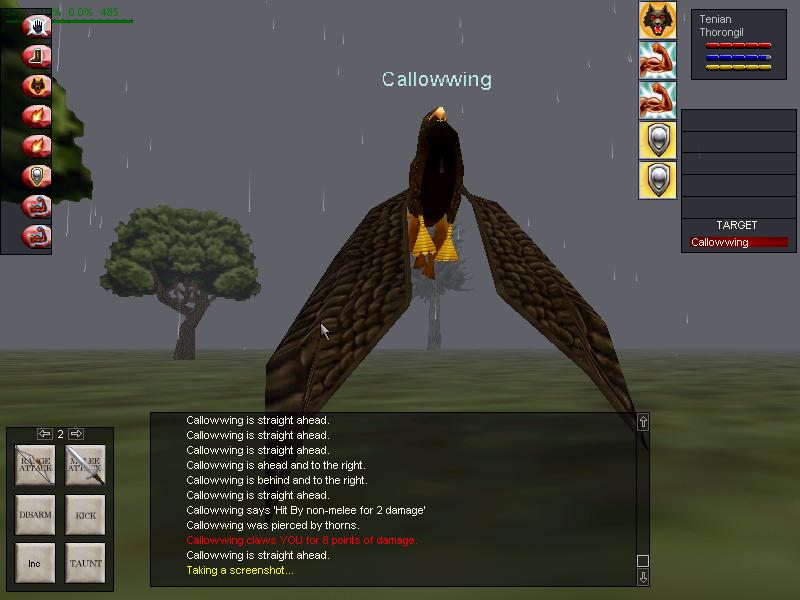 0.0% 485
Tenian
Thorongil
Callowwing
TARGET
Callowwing
2
RANGE ATTACK
MELEE ATTACK
DISARM
KICK
Inc
TAUNT
Callowwing is straight ahead.
Callowwing is straight ahead.
Callowwing is straight ahead.
Callowwing is ahead and to the right.
Callowwing is behind and to the right.
Callowwing is straight ahead.
Callowwing says 'Hit By non-melee for 2 damage'
Callowwing was pierced by thorns.
Callowwing claws YOU for 8 points of damage.
Callowwing is straight ahead.
Taking a screenshot...